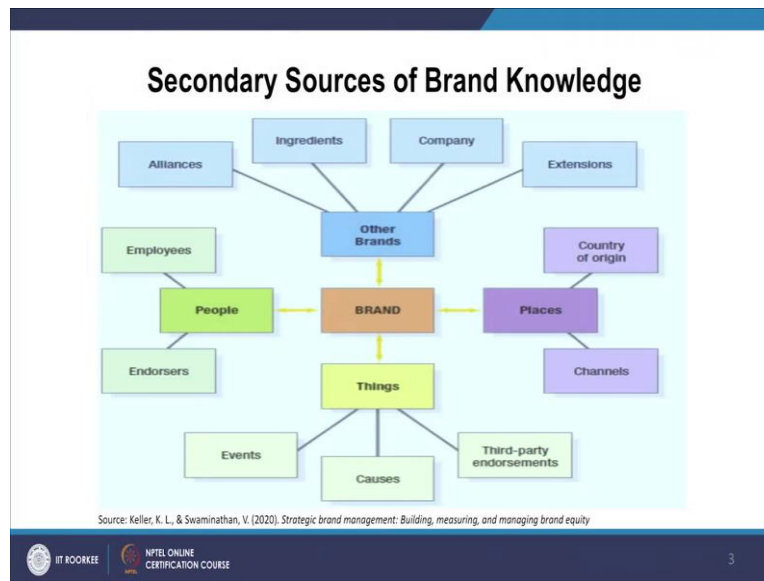 Secondary Sources of Brand Knowledge
Ingredients
Company
Alliances
Extensions
Other
Brands
Employees
Country
of origin
People
BRAND
Places
Endorsers
Things
Channels
Events
Causes
Third-party
endorsements
Source: Keller, K. L., & Swaminathan, V. (2020). Strategic brand management: Building, measuring, and managing brand equity
IIT ROORKEE
NPTEL ONLINE
CERTIFICATION COURSE
3